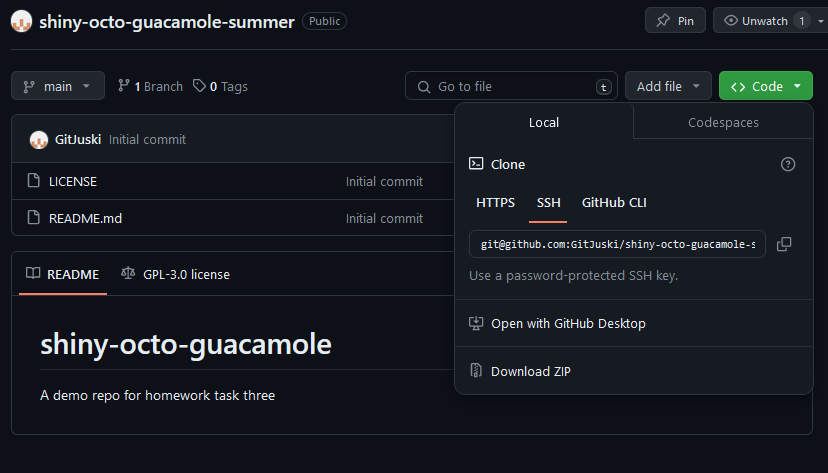 shiny-octo-guacamole-summer Public Pin Unwatch 1
main 1 Branch 0 Tags Go to file t Add file Code
Local Codespaces
GitJuski Initial commit
Clone
LICENSE Initial commit
HTTPS SSH GitHub CLI
README.md Initial commit
git@github.com:GitJuski/shiny-octo-guacamole-s
README GPL-3.0 license
Use a password-protected SSH key.
Open with GitHub Desktop
shiny-octo-guacamole
Download ZIP
A demo repo for homework task three